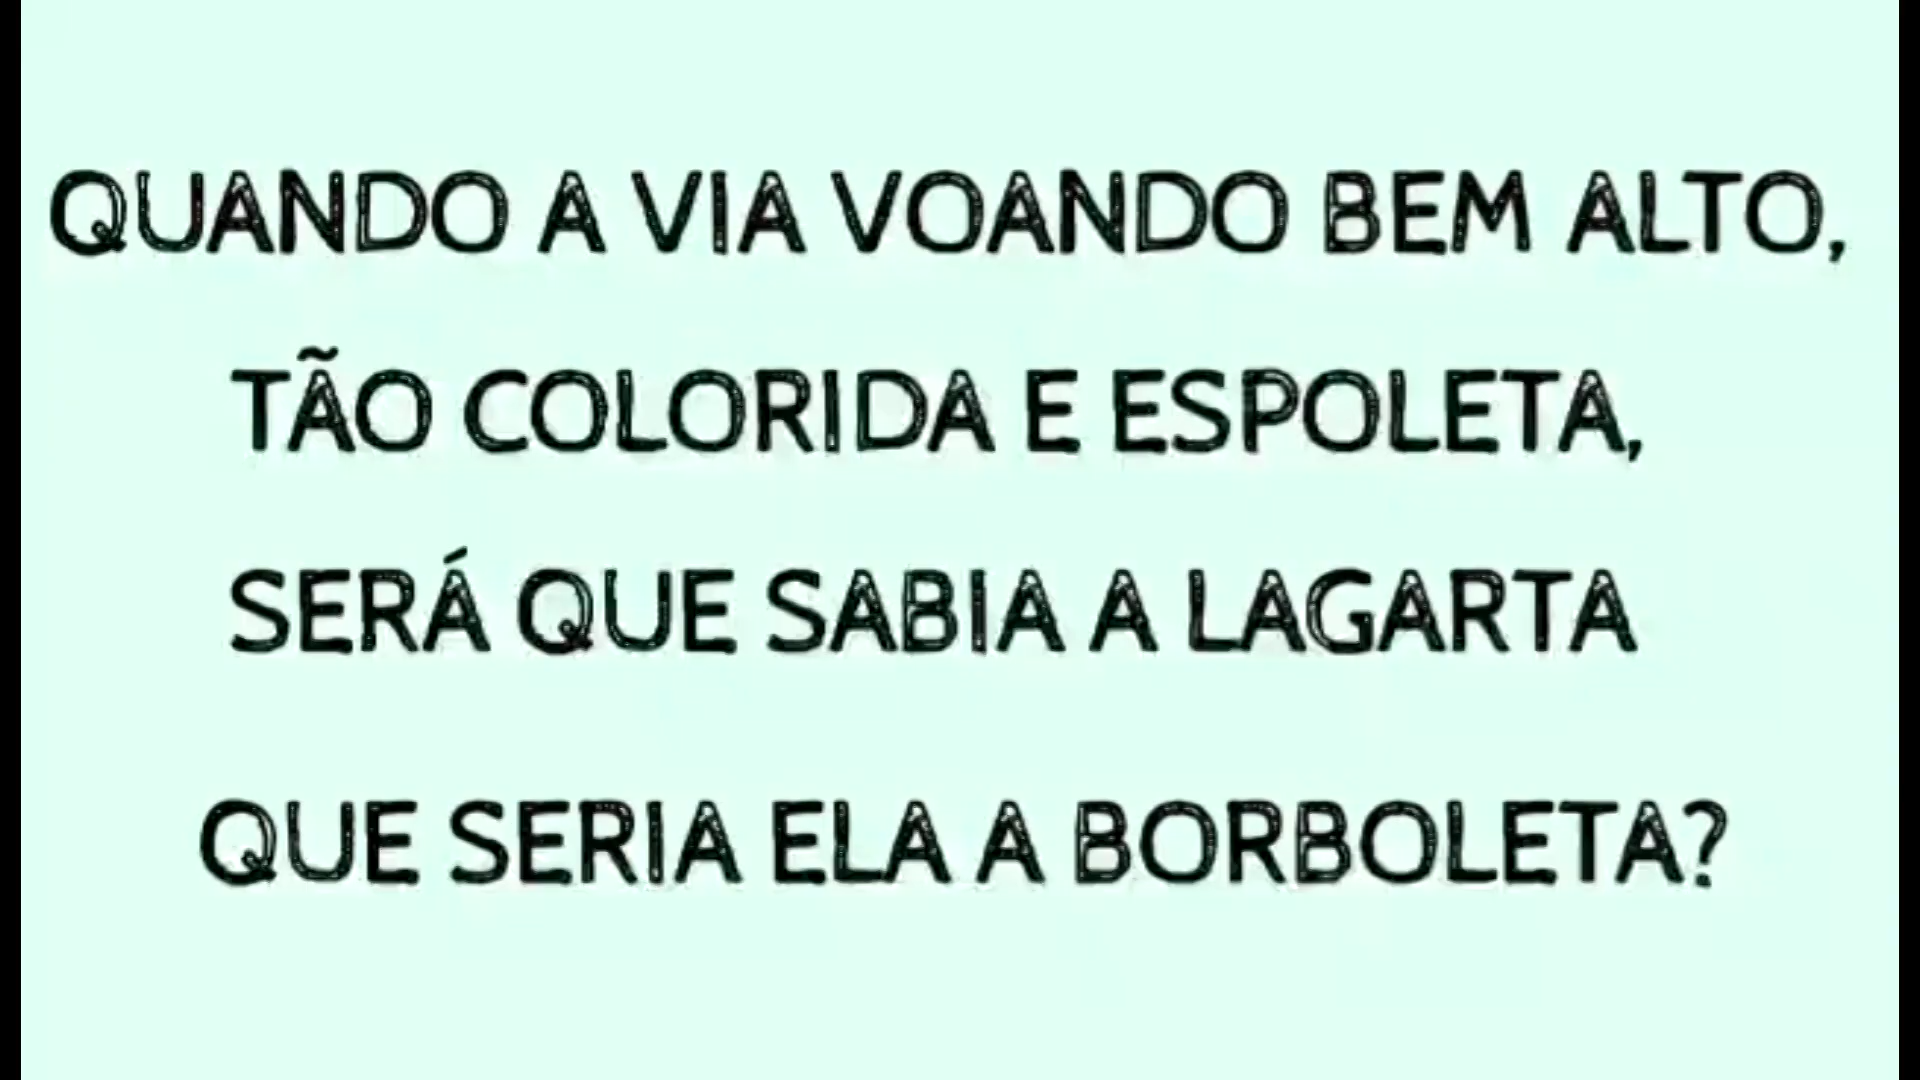 QUANDO A VIA VOANDO BEM ALTO,
TÃO COLORIDA E ESPOLETA,
SERÁ QUE SABIA A LAGARTA
QUE SERIA ELA A BORBOLETA?